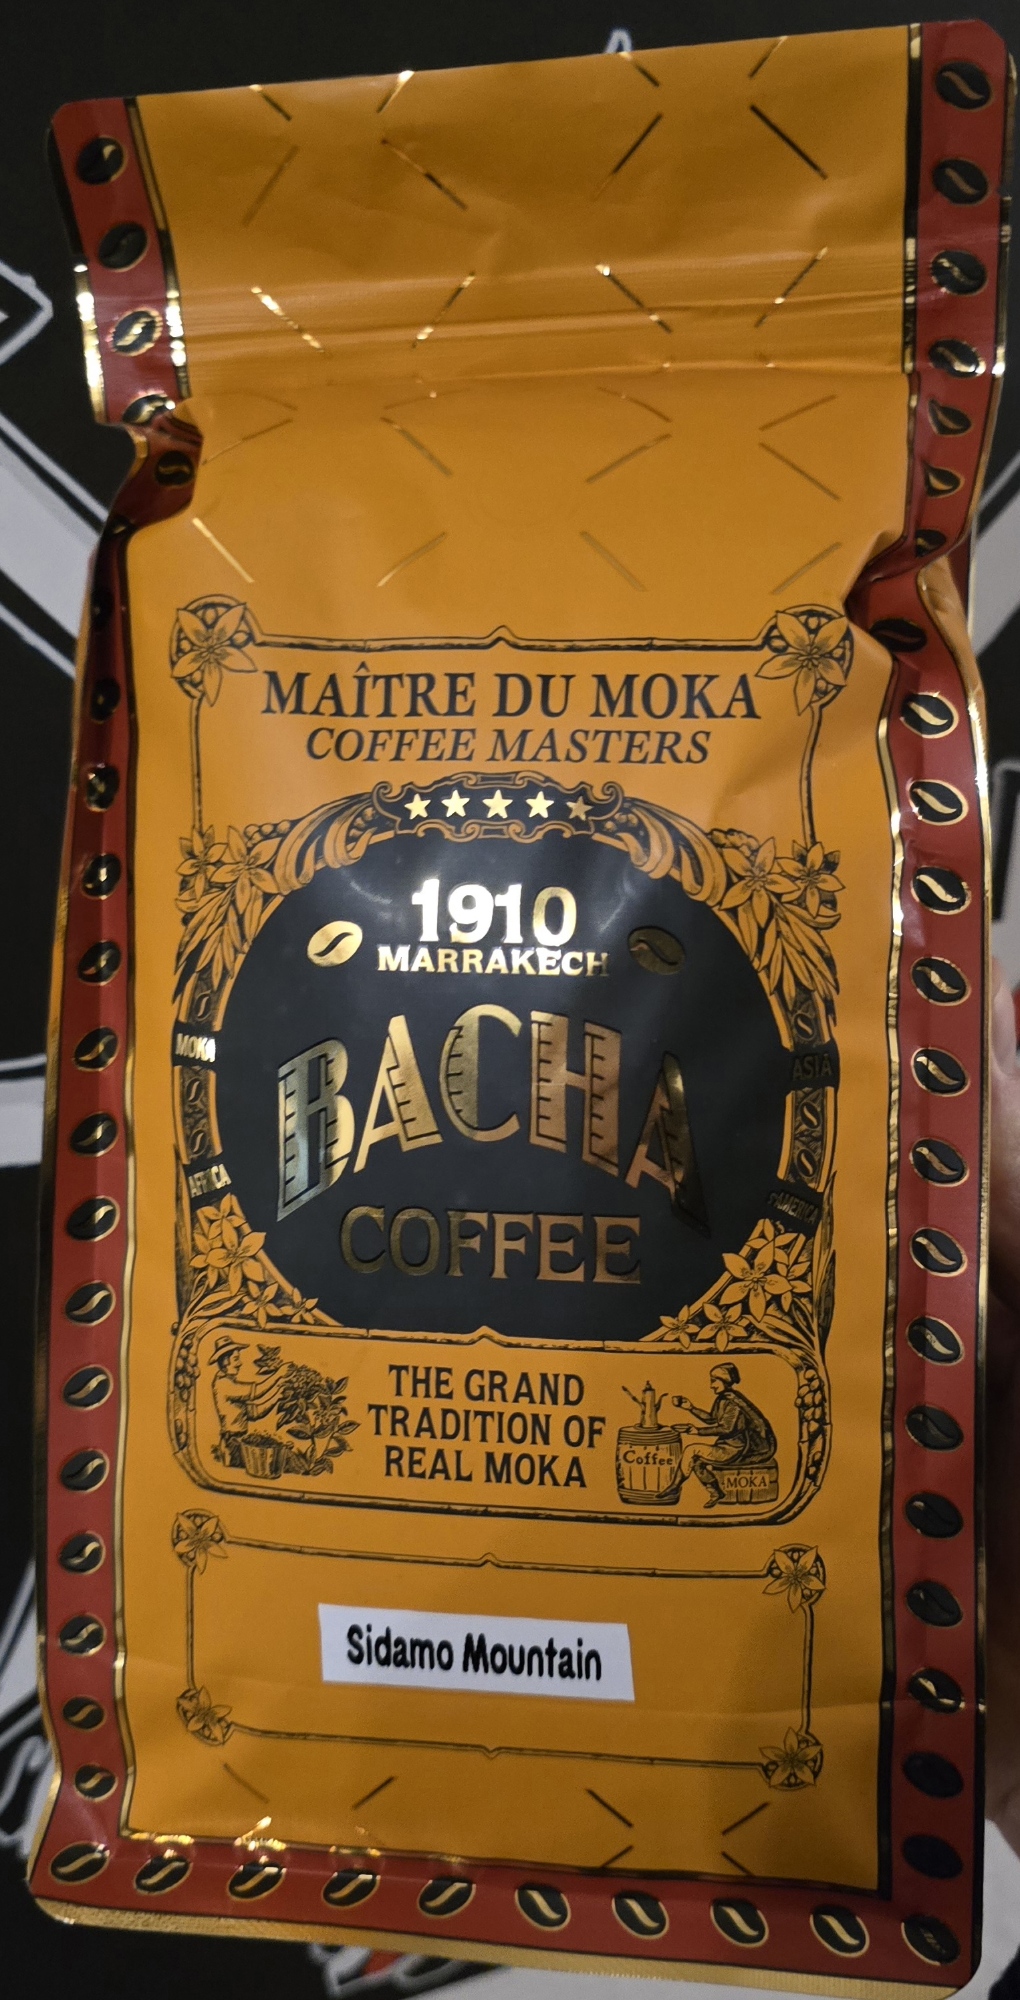 MAÎTRE DU MOKA
COFFEE MASTERS
1910
MARRAKECH
BACHA
COFFEE
MOKA
ASIA
AFRICA
S.AMERICA
THE GRAND
TRADITION OF
REAL MOKA
Coffee
MOKA
Sidamo Mountain